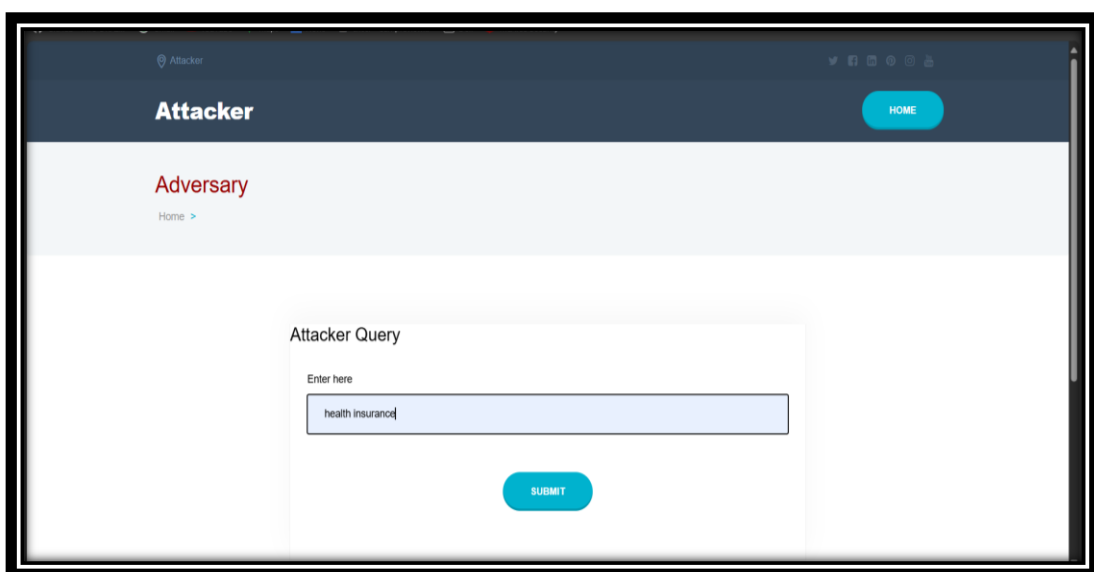 Attacker
Attacker
HOME
Adversary
Home >
Attacker Query
Enter here
health insurance
SUBMIT